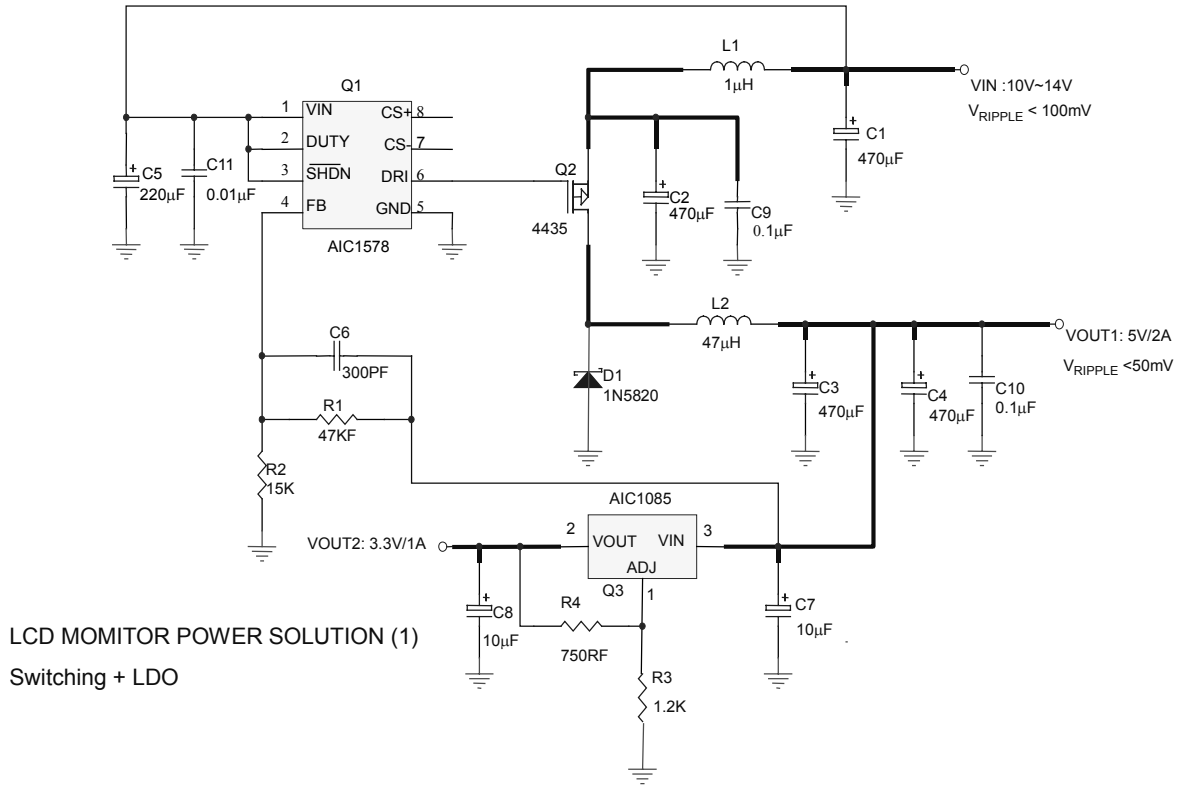 L1
1μH
VIN :10V~14V
VRIPPLE < 100mV
Q1
1 VIN CS+ 8
2 DUTY CS- 7
3 SHDN DRI 6
4 FB GND 5
AIC1578
C5
220μF
C11
0.01μF
Q2
4435
C2
470μF
C9
0.1μF
C1
470μF
L2
47μH
VOUT1: 5V/2A
VRIPPLE <50mV
C6
300PF
D1
1N5820
C3
470μF
C4
470μF
C10
0.1μF
R1
47KF
R2
15K
AIC1085
VOUT2: 3.3V/1A
2 VOUT VIN 3
ADJ
Q3 1
C8
10μF
R4
750RF
C7
10μF
R3
1.2K
LCD MOMITOR POWER SOLUTION (1)
Switching + LDO